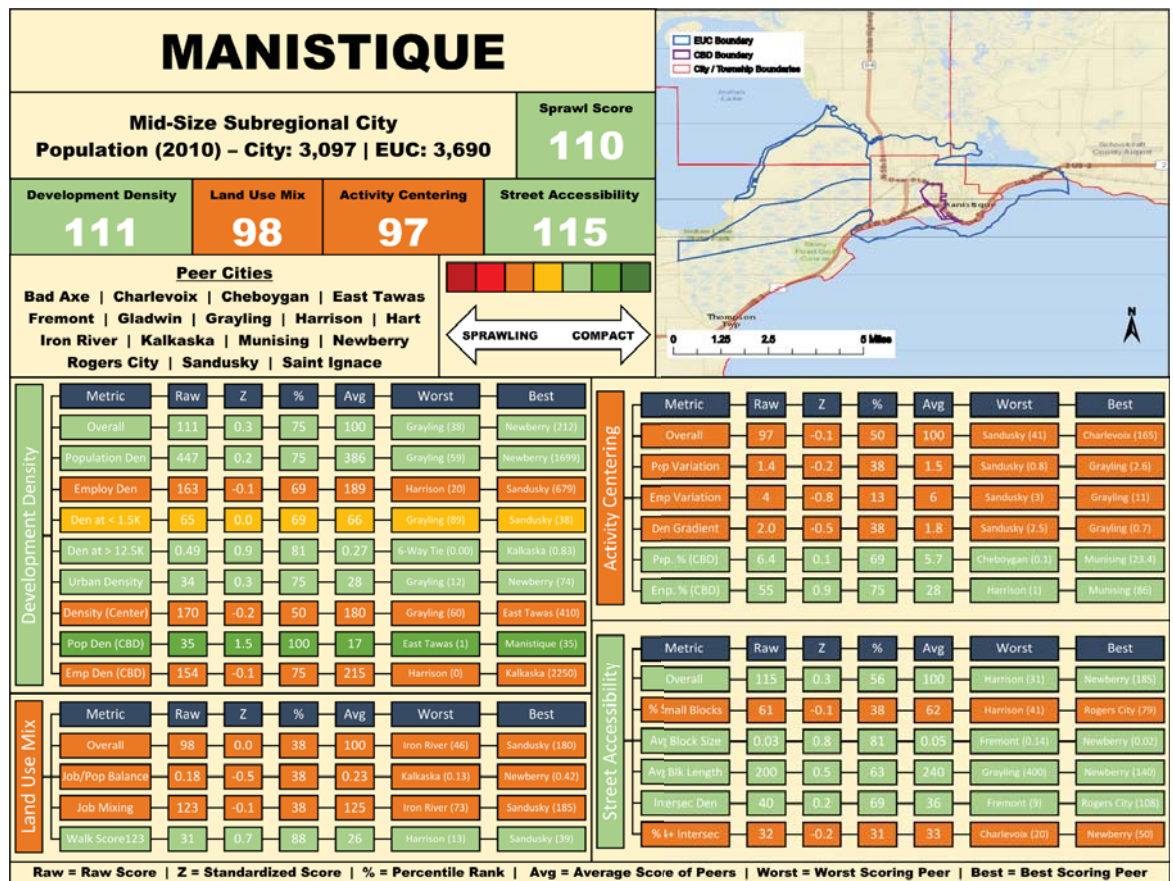 MANISTIQUE
Mid-Size Subregional City
Population (2010) – City: 3,097 | EUC: 3,690
Sprawl Score
110
Development Density
111
Land Use Mix
98
Activity Centering
97
Street Accessibility
115
Peer Cities
Bad Axe | Charlevoix | Cheboygan | East Tawas
Fremont | Gladwin | Grayling | Harrison | Hart
Iron River | Kalkaska | Munising | Newberry
Rogers City | Sandusky | Saint Ignace
SPRAWLING COMPACT
EUC Boundary
CBD Boundary
City / Township Boundaries
Indian
Lake
Schoolcraft
County Airport
Manistique
Indian Lake
State Park
Stony
Point Golf
Course
Thompson
Twp
N
0 1.25 2.5 5 Miles
Development Density
Metric Raw Z % Avg Worst Best
Overall 111 0.3 75 100 Grayling (38) Newberry (212)
Population Den 447 0.2 75 386 Grayling (59) Newberry (1699)
Employ Den 163 -0.1 69 189 Harrison (20) Sandusky (679)
Den at < 1.5K 65 0.0 69 66 Grayling (89) Sandusky (38)
Den at > 12.5K 0.49 0.9 81 0.27 6-Way Tie (0.00) Kalkaska (0.83)
Urban Density 34 0.3 75 28 Grayling (12) Newberry (74)
Density (Center) 170 -0.2 50 180 Grayling (60) East Tawas (410)
Pop Den (CBD) 35 1.5 100 17 East Tawas (1) Manistique (35)
Emp Den (CBD) 154 -0.1 75 215 Harrison (0) Kalkaska (2250)
Land Use Mix
Metric Raw Z % Avg Worst Best
Overall 98 0.0 38 100 Iron River (46) Sandusky (180)
Job/Pop Balance 0.18 -0.5 38 0.23 Kalkaska (0.13) Newberry (0.42)
Job Mixing 123 -0.1 38 125 Iron River (73) Sandusky (185)
Walk Score123 31 0.7 88 26 Harrison (13) Sandusky (39)
Activity Centering
Metric Raw Z % Avg Worst Best
Overall 97 -0.1 50 100 Sandusky (41) Charlevoix (165)
Pop Variation 1.4 -0.2 38 1.5 Sandusky (0.8) Grayling (2.6)
Emp Variation 4 -0.8 13 6 Sandusky (3) Grayling (11)
Den Gradient 2.0 -0.5 38 1.8 Sandusky (2.5) Grayling (0.7)
Pop. % (CBD) 6.4 0.1 69 5.7 Cheboygan (0.1) Munising (23.4)
Emp. % (CBD) 55 0.9 75 28 Harrison (1) Munising (86)
Street Accessibility
Metric Raw Z % Avg Worst Best
Overall 115 0.3 56 100 Harrison (31) Newberry (185)
% Small Blocks 61 -0.1 38 62 Harrison (41) Rogers City (79)
Avg Block Size 0.03 0.8 81 0.05 Fremont (0.14) Newberry (0.02)
Avg Blk Length 200 0.5 63 240 Grayling (400) Newberry (140)
Intersec Den 40 0.2 69 36 Fremont (9) Rogers City (108)
% 4+ Intersec 32 -0.2 31 33 Charlevoix (20) Newberry (50)
Raw = Raw Score | Z = Standardized Score | % = Percentile Rank | Avg = Average Score of Peers | Worst = Worst Scoring Peer | Best = Best Scoring Peer